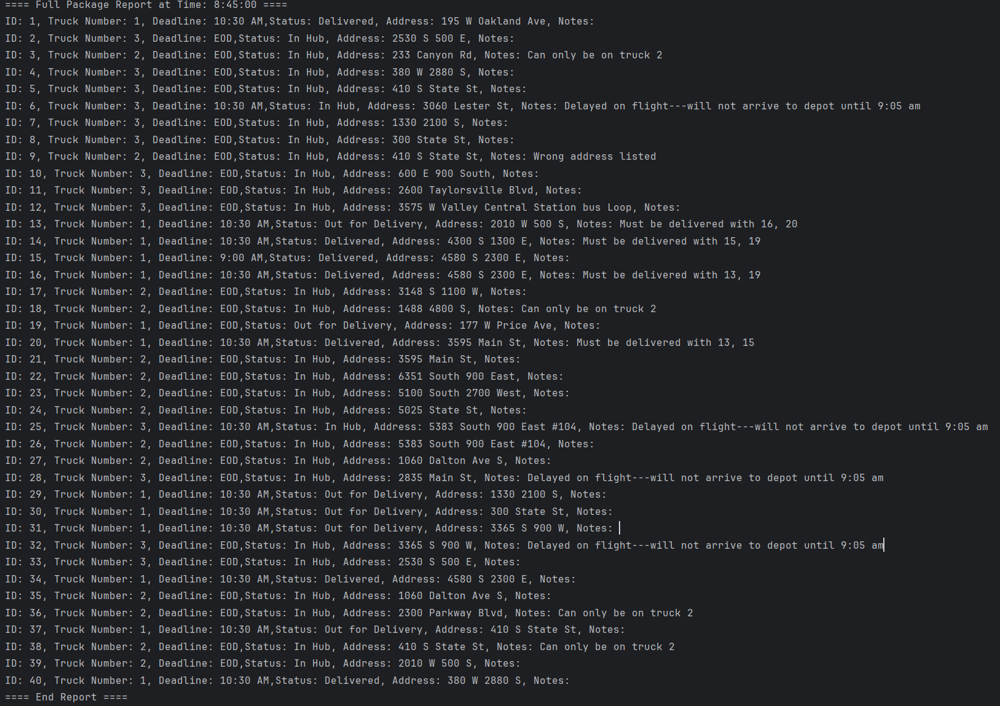 ==== Full Package Report at Time: 8:45:00 ====
ID: 1, Truck Number: 1, Deadline: 10:30 AM,Status: Delivered, Address: 195 W Oakland Ave, Notes:
ID: 2, Truck Number: 3, Deadline: EOD,Status: In Hub, Address: 2530 S 500 E, Notes:
ID: 3, Truck Number: 2, Deadline: EOD,Status: In Hub, Address: 233 Canyon Rd, Notes: Can only be on truck 2
ID: 4, Truck Number: 3, Deadline: EOD,Status: In Hub, Address: 380 W 2880 S, Notes:
ID: 5, Truck Number: 3, Deadline: EOD,Status: In Hub, Address: 410 S State St, Notes:
ID: 6, Truck Number: 3, Deadline: 10:30 AM,Status: In Hub, Address: 3060 Lester St, Notes: Delayed on flight---will not arrive to depot until 9:05 am
ID: 7, Truck Number: 3, Deadline: EOD,Status: In Hub, Address: 1330 2100 S, Notes:
ID: 8, Truck Number: 3, Deadline: EOD,Status: In Hub, Address: 300 State St, Notes:
ID: 9, Truck Number: 2, Deadline: EOD,Status: In Hub, Address: 410 S State St, Notes: Wrong address listed
ID: 10, Truck Number: 3, Deadline: EOD,Status: In Hub, Address: 600 E 900 South, Notes:
ID: 11, Truck Number: 3, Deadline: EOD,Status: In Hub, Address: 2600 Taylorsville Blvd, Notes:
ID: 12, Truck Number: 3, Deadline: EOD,Status: In Hub, Address: 3575 W Valley Central Station bus Loop, Notes:
ID: 13, Truck Number: 1, Deadline: 10:30 AM,Status: Out for Delivery, Address: 2010 W 500 S, Notes: Must be delivered with 16, 20
ID: 14, Truck Number: 1, Deadline: 10:30 AM,Status: Delivered, Address: 4300 S 1300 E, Notes: Must be delivered with 15, 19
ID: 15, Truck Number: 1, Deadline: 9:00 AM,Status: Delivered, Address: 4580 S 2300 E, Notes:
ID: 16, Truck Number: 1, Deadline: 10:30 AM,Status: Delivered, Address: 4580 S 2300 E, Notes: Must be delivered with 13, 19
ID: 17, Truck Number: 2, Deadline: EOD,Status: In Hub, Address: 3148 S 1100 W, Notes:
ID: 18, Truck Number: 2, Deadline: EOD,Status: In Hub, Address: 1488 4800 S, Notes: Can only be on truck 2
ID: 19, Truck Number: 1, Deadline: EOD,Status: Out for Delivery, Address: 177 W Price Ave, Notes:
ID: 20, Truck Number: 1, Deadline: 10:30 AM,Status: Delivered, Address: 3595 Main St, Notes: Must be delivered with 13, 15
ID: 21, Truck Number: 2, Deadline: EOD,Status: In Hub, Address: 3595 Main St, Notes:
ID: 22, Truck Number: 2, Deadline: EOD,Status: In Hub, Address: 6351 South 900 East, Notes:
ID: 23, Truck Number: 2, Deadline: EOD,Status: In Hub, Address: 5100 South 2700 West, Notes:
ID: 24, Truck Number: 2, Deadline: EOD,Status: In Hub, Address: 5025 State St, Notes:
ID: 25, Truck Number: 3, Deadline: 10:30 AM,Status: In Hub, Address: 5383 South 900 East #104, Notes: Delayed on flight---will not arrive to depot until 9:05 am
ID: 26, Truck Number: 2, Deadline: EOD,Status: In Hub, Address: 5383 South 900 East #104, Notes:
ID: 27, Truck Number: 2, Deadline: EOD,Status: In Hub, Address: 1060 Dalton Ave S, Notes:
ID: 28, Truck Number: 3, Deadline: EOD,Status: In Hub, Address: 2835 Main St, Notes: Delayed on flight---will not arrive to depot until 9:05 am
ID: 29, Truck Number: 1, Deadline: 10:30 AM,Status: Out for Delivery, Address: 1330 2100 S, Notes:
ID: 30, Truck Number: 1, Deadline: 10:30 AM,Status: Out for Delivery, Address: 300 State St, Notes:
ID: 31, Truck Number: 1, Deadline: 10:30 AM,Status: Out for Delivery, Address: 3365 S 900 W, Notes:
ID: 32, Truck Number: 3, Deadline: EOD,Status: In Hub, Address: 3365 S 900 W, Notes: Delayed on flight---will not arrive to depot until 9:05 am
ID: 33, Truck Number: 3, Deadline: EOD,Status: In Hub, Address: 2530 S 500 E, Notes:
ID: 34, Truck Number: 1, Deadline: 10:30 AM,Status: Delivered, Address: 4580 S 2300 E, Notes:
ID: 35, Truck Number: 2, Deadline: EOD,Status: In Hub, Address: 1060 Dalton Ave S, Notes:
ID: 36, Truck Number: 2, Deadline: EOD,Status: In Hub, Address: 2300 Parkway Blvd, Notes: Can only be on truck 2
ID: 37, Truck Number: 1, Deadline: 10:30 AM,Status: Out for Delivery, Address: 410 S State St, Notes:
ID: 38, Truck Number: 2, Deadline: EOD,Status: In Hub, Address: 410 S State St, Notes: Can only be on truck 2
ID: 39, Truck Number: 2, Deadline: EOD,Status: In Hub, Address: 2010 W 500 S, Notes:
ID: 40, Truck Number: 1, Deadline: 10:30 AM,Status: Delivered, Address: 380 W 2880 S, Notes:
==== End Report ====